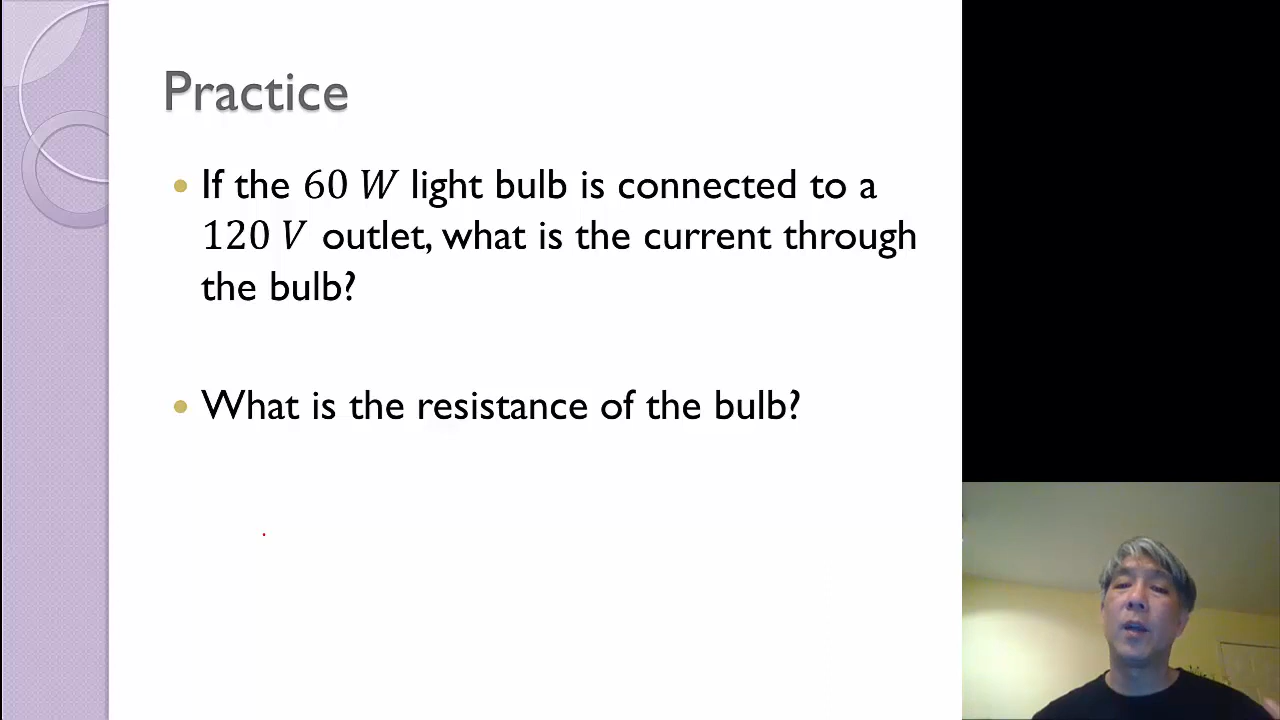 Practice
If the 60 W light bulb is connected to a
120 V outlet, what is the current through
the bulb?
What is the resistance of the bulb?